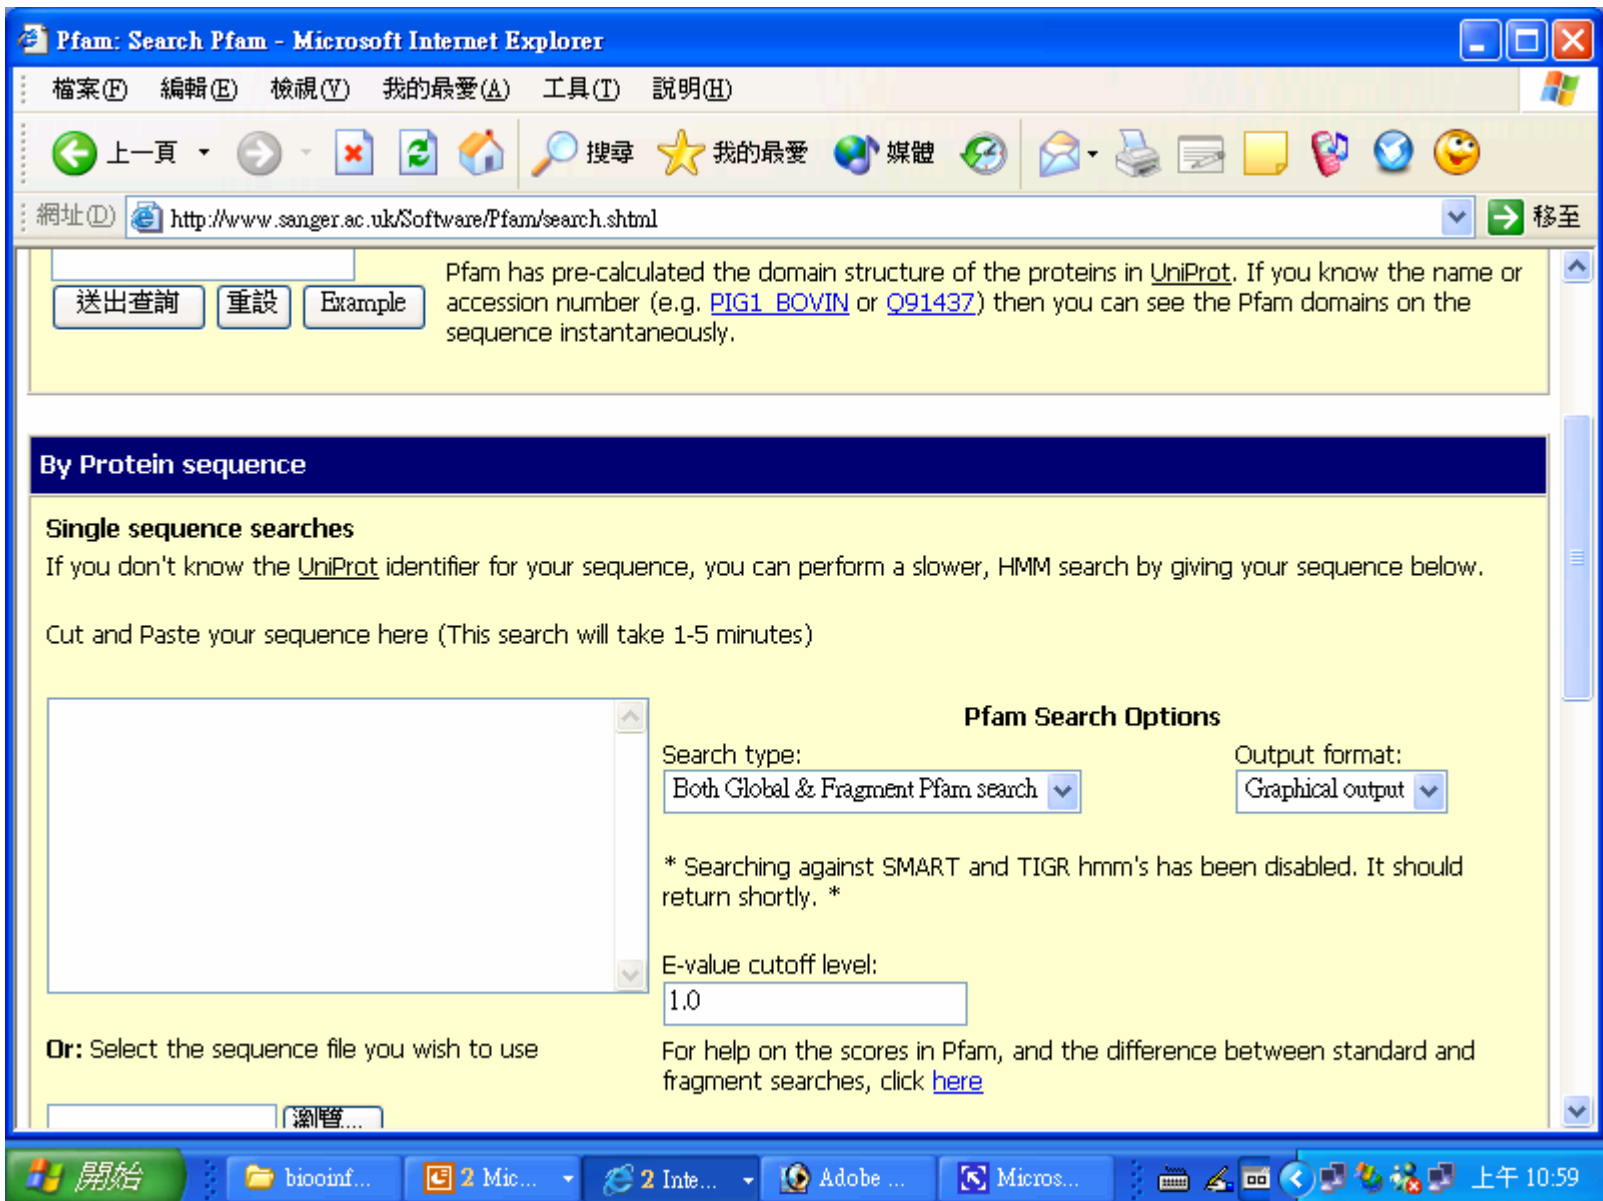 Pfam: Search Pfam - Microsoft Internet Explorer
檔案(F) 編輯(E) 檢視(V) 我的最愛(A) 工具(T) 說明(H)
上一頁 搜尋 我的最愛 媒體
網址(D) http://www.sanger.ac.uk/Software/Pfam/search.shtml 移至
Pfam has pre-calculated the domain structure of the proteins in UniProt. If you know the name or
送出查詢 重設 Example accession number (e.g. PIG1_BOVIN or Q91437) then you can see the Pfam domains on the
sequence instantaneously.
By Protein sequence
Single sequence searches
If you don't know the UniProt identifier for your sequence, you can perform a slower, HMM search by giving your sequence below.
Cut and Paste your sequence here (This search will take 1-5 minutes)
Pfam Search Options
Search type: Output format:
Both Global & Fragment Pfam search Graphical output
* Searching against SMART and TIGR hmm's has been disabled. It should
return shortly. *
E-value cutoff level:
1.0
Or: Select the sequence file you wish to use
For help on the scores in Pfam, and the difference between standard and
fragment searches, click here
瀏覽...
開始 biooinf... 2 Mic... 2 Inte... Adobe ... Micros... 上午 10:59